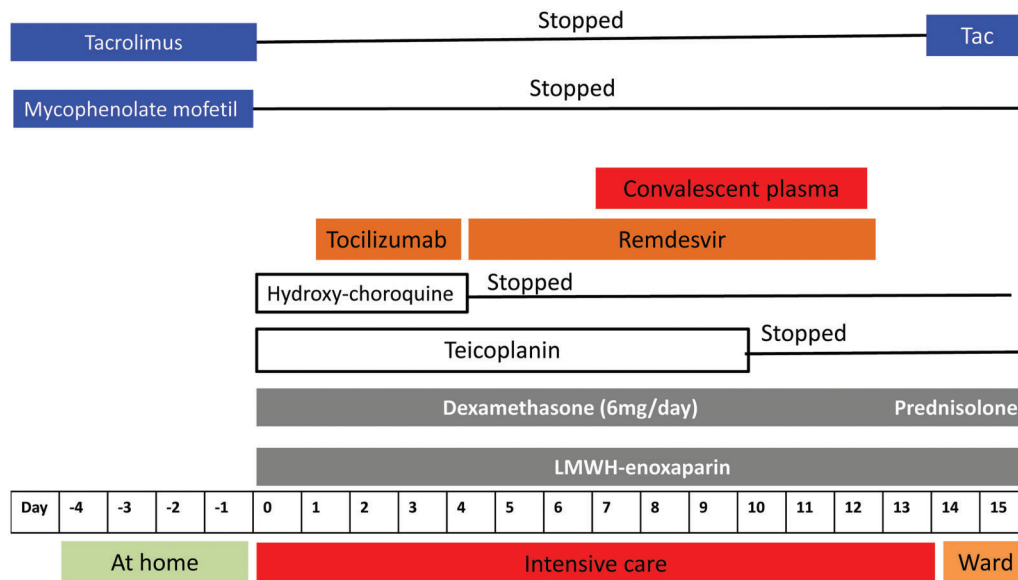 Stopped
Tacrolimus
Tac
Stopped
Mycophenolate mofetil
Convalescent plasma
Tocilizumab
Remdesvir
Hydroxy-choroquine
Stopped
Teicoplanin
Stopped
Dexamethasone (6mg/day)
Prednisolone
LMWH-enoxaparin
Day -4 -3 -2 -1 0 1 2 3 4 5 6 7 8 9 10 11 12 13 14 15
At home
Intensive care
Ward